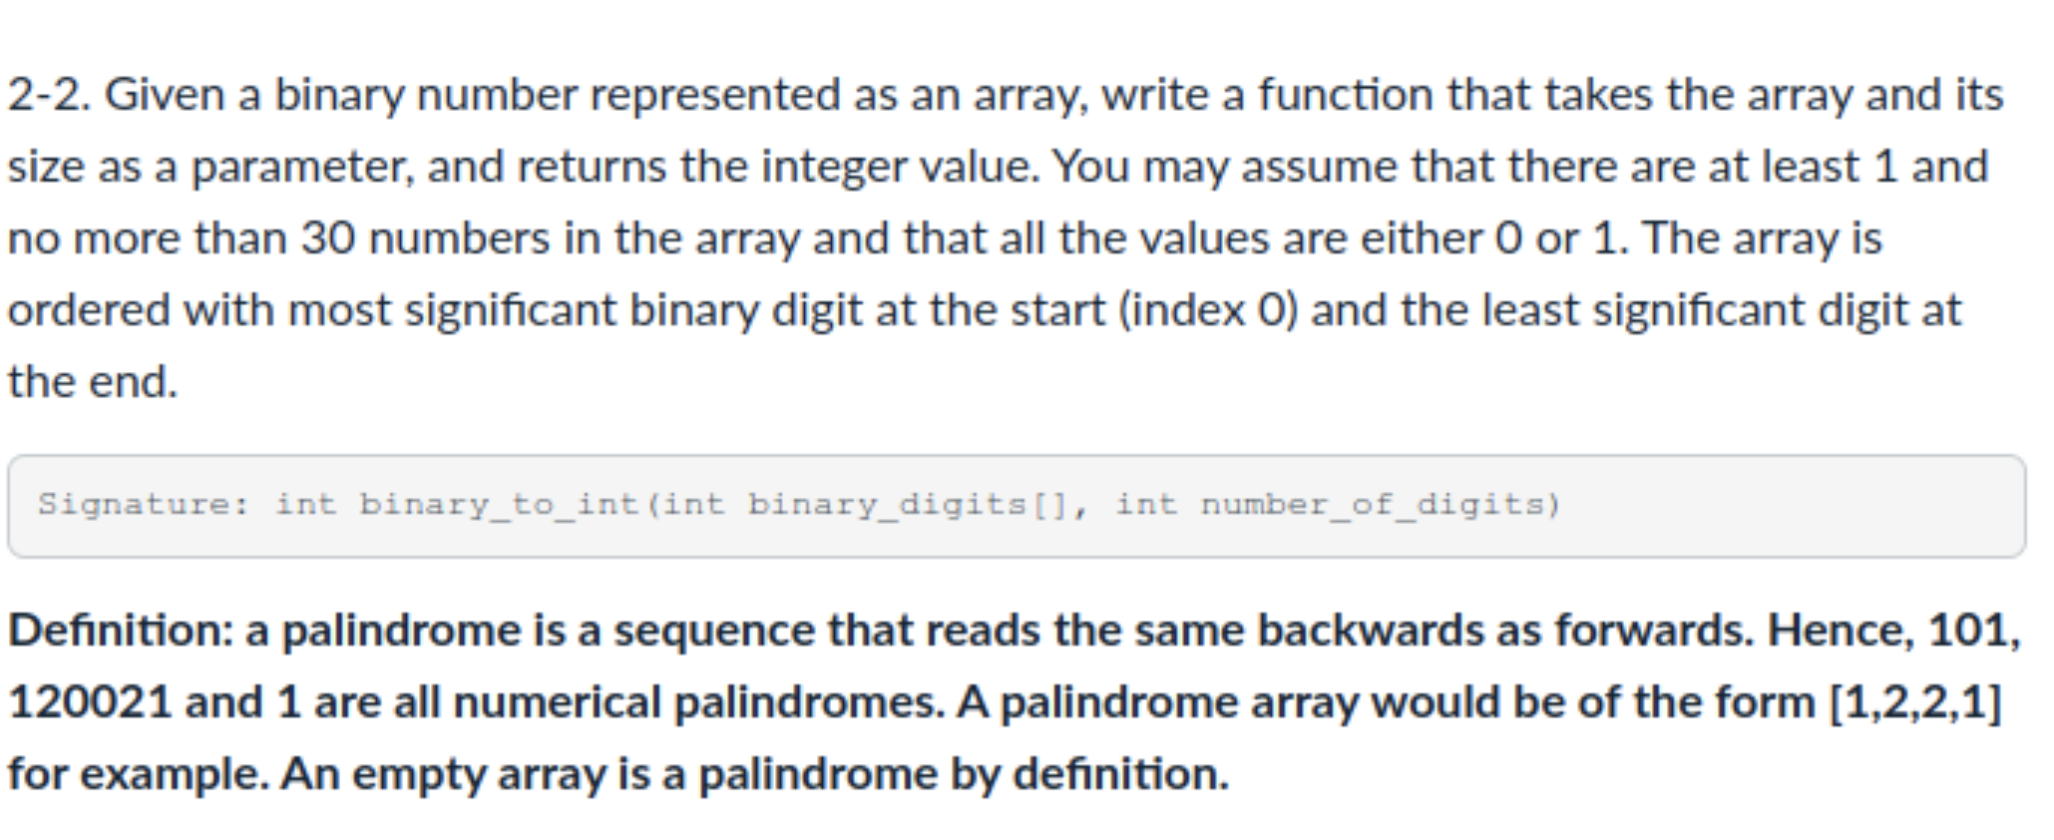 2-2. Given a binary number represented as an array, write a function that takes the array and its
size as a parameter, and returns the integer value. You may assume that there are at least 1 and
no more than 30 numbers in the array and that all the values are either 0 or 1. The array is
ordered with most significant binary digit at the start (index 0) and the least significant digit at
the end.
Signature: int binary_to_int(int binary_digits[], int number_of_digits)
Definition: a palindrome is a sequence that reads the same backwards as forwards. Hence, 101,
120021 and 1 are all numerical palindromes. A palindrome array would be of the form [1,2,2,1]
for example. An empty array is a palindrome by definition.